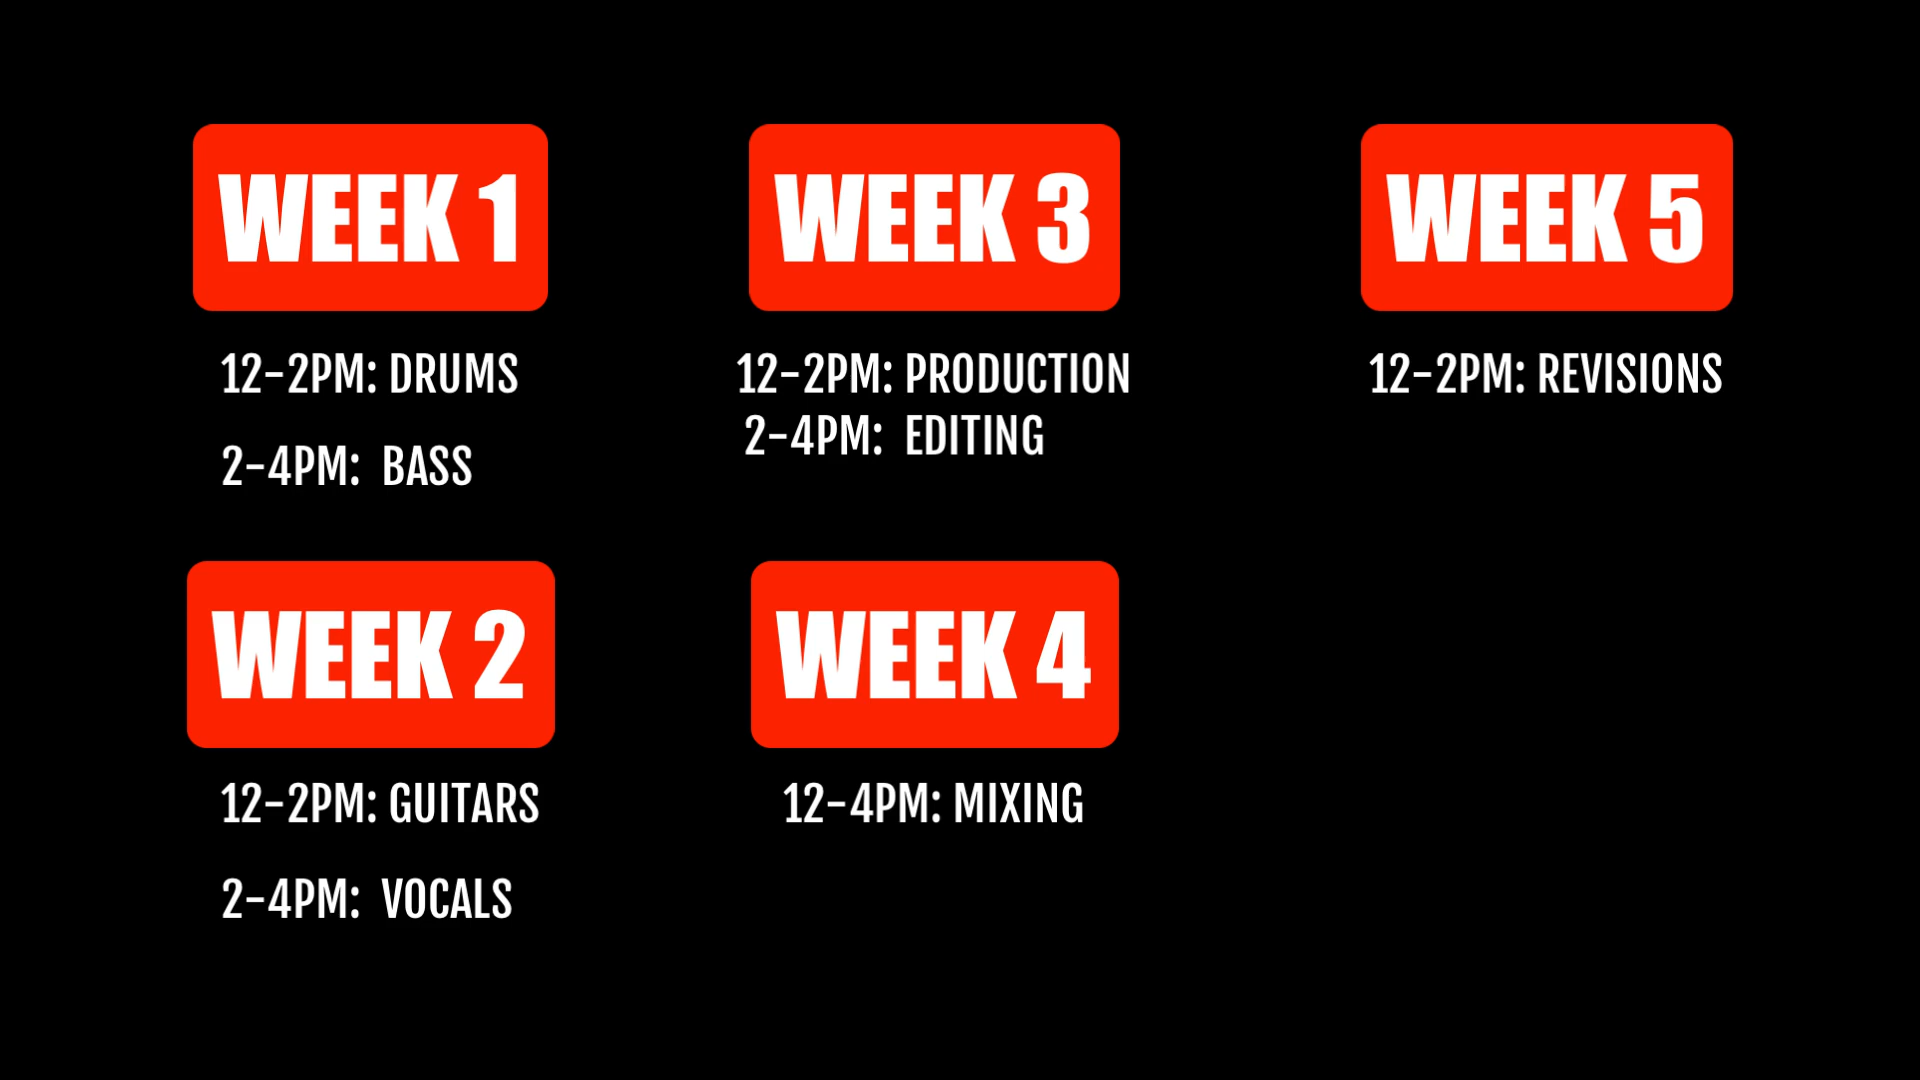 WEEK 1
12-2PM: DRUMS
2-4PM: BASS
WEEK 2
12-2PM: GUITARS
2-4PM: VOCALS
WEEK 3
12-2PM: PRODUCTION
2-4PM: EDITING
WEEK 4
12-4PM: MIXING
WEEK 5
12-2PM: REVISIONS